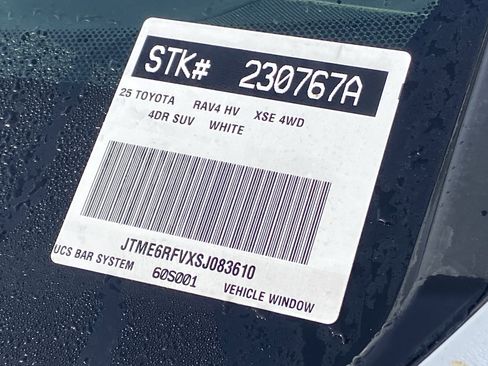 STK# 230767A
25 TOYOTA RAV4 HV XSE 4WD
4DR SUV WHITE
JTME6RFVXSJ083610
UCS BAR SYSTEM 60S001 VEHICLE WINDOW